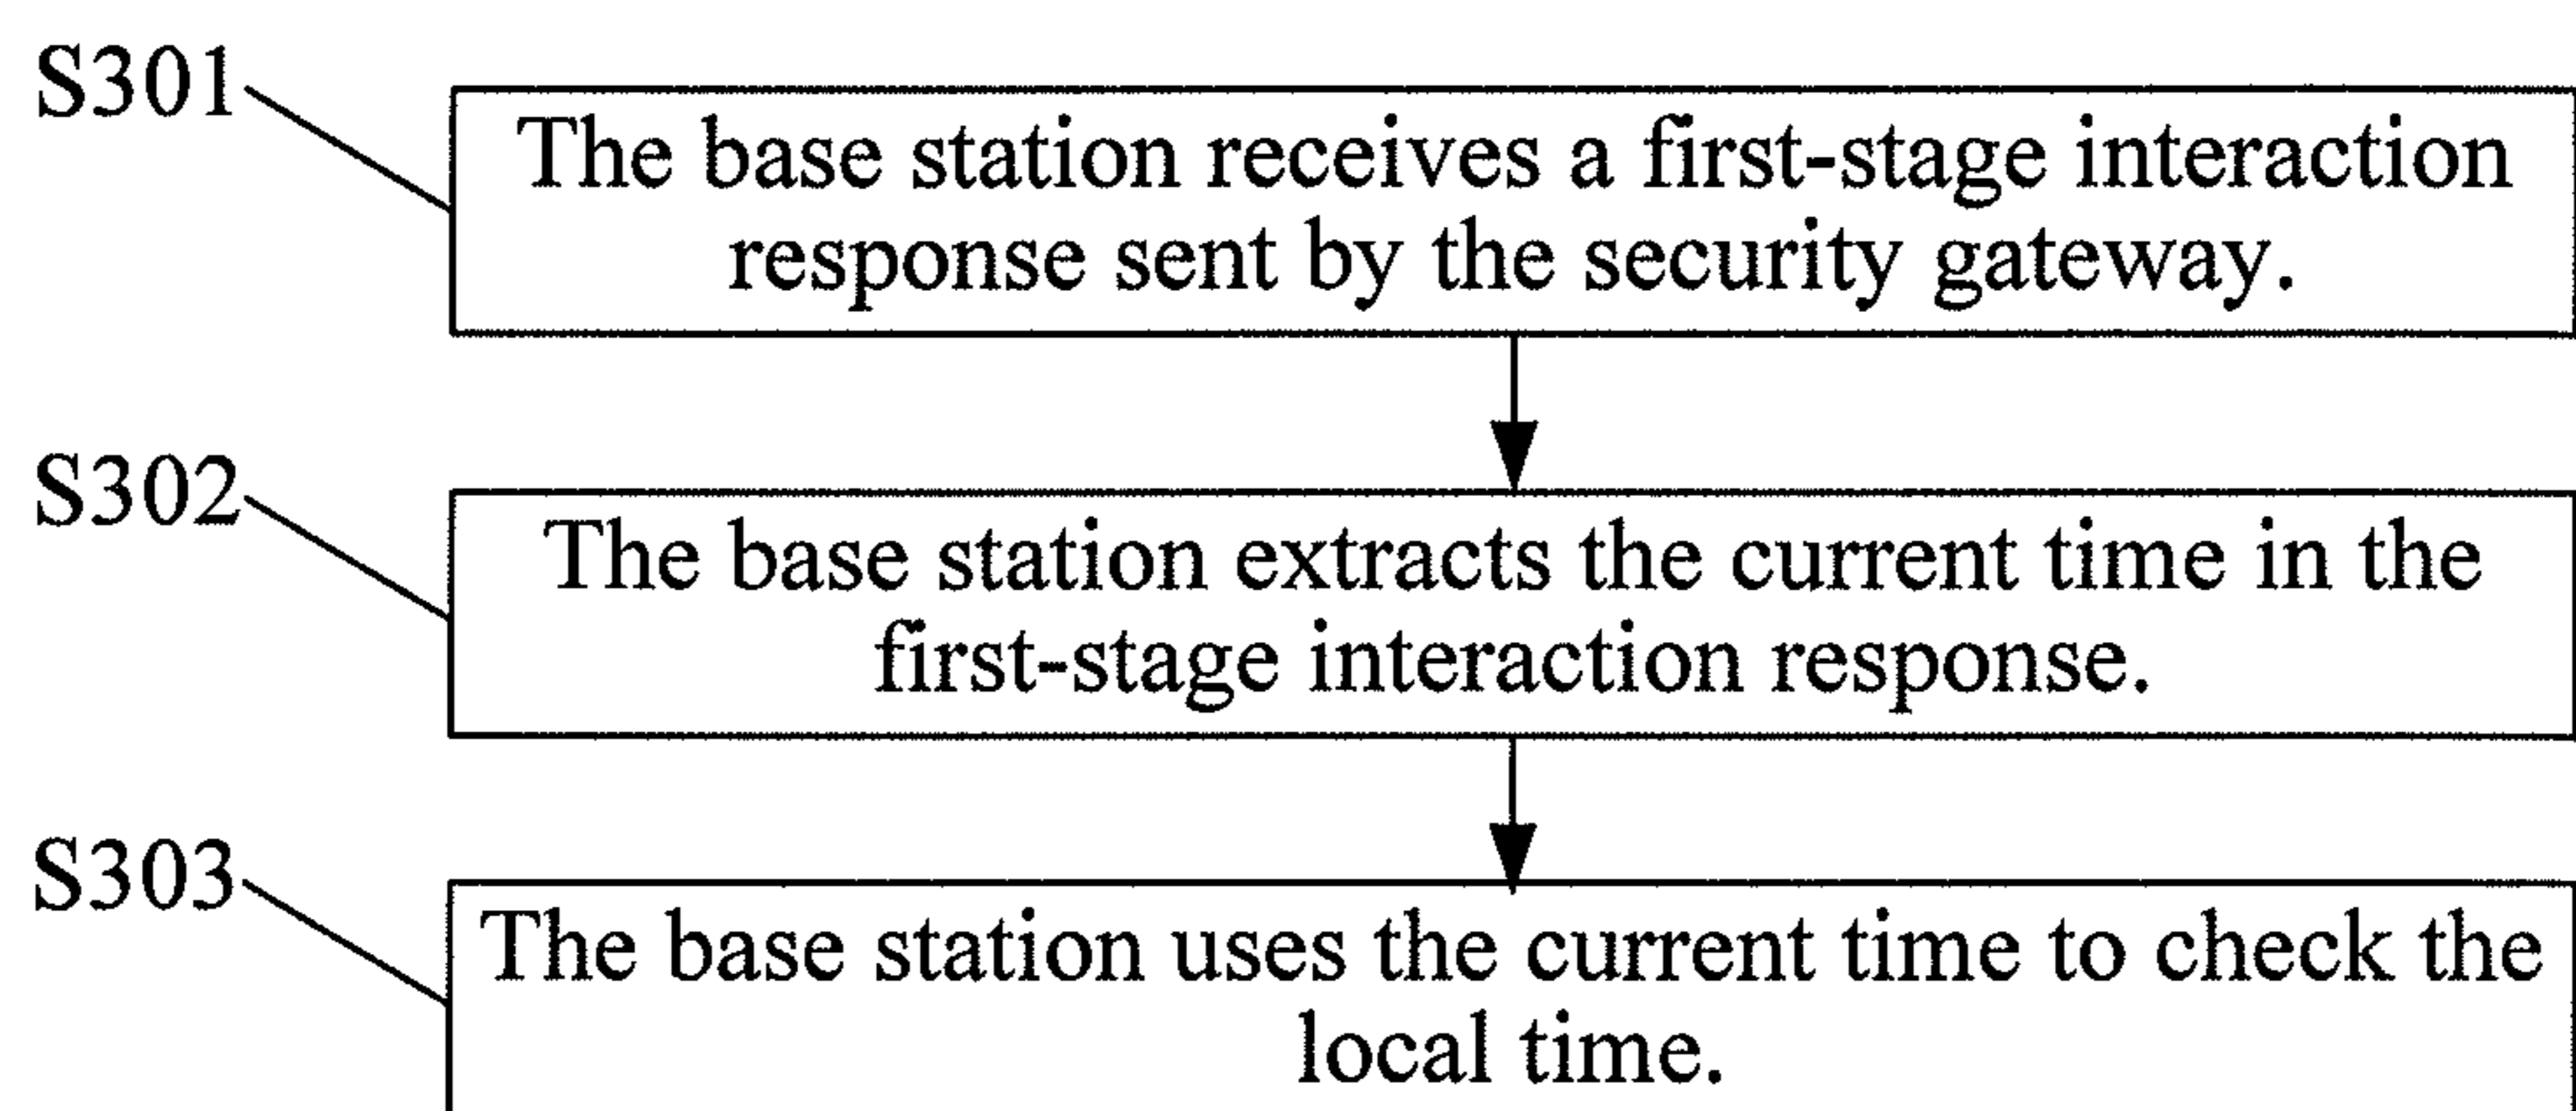 S301
The base station receives a first-stage interaction
response sent by the security gateway.
S302
The base station extracts the current time in the
first-stage interaction response.
S303
The base station uses the current time to check the
local time.